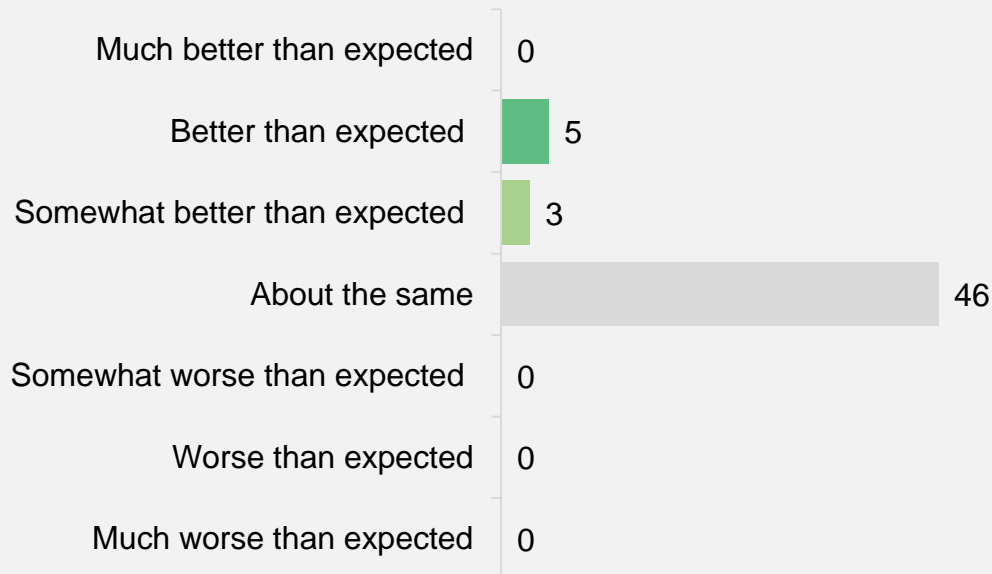 Much better than expected 0
Better than expected 5
Somewhat better than expected 3
About the same 46
Somewhat worse than expected 0
Worse than expected 0
Much worse than expected 0